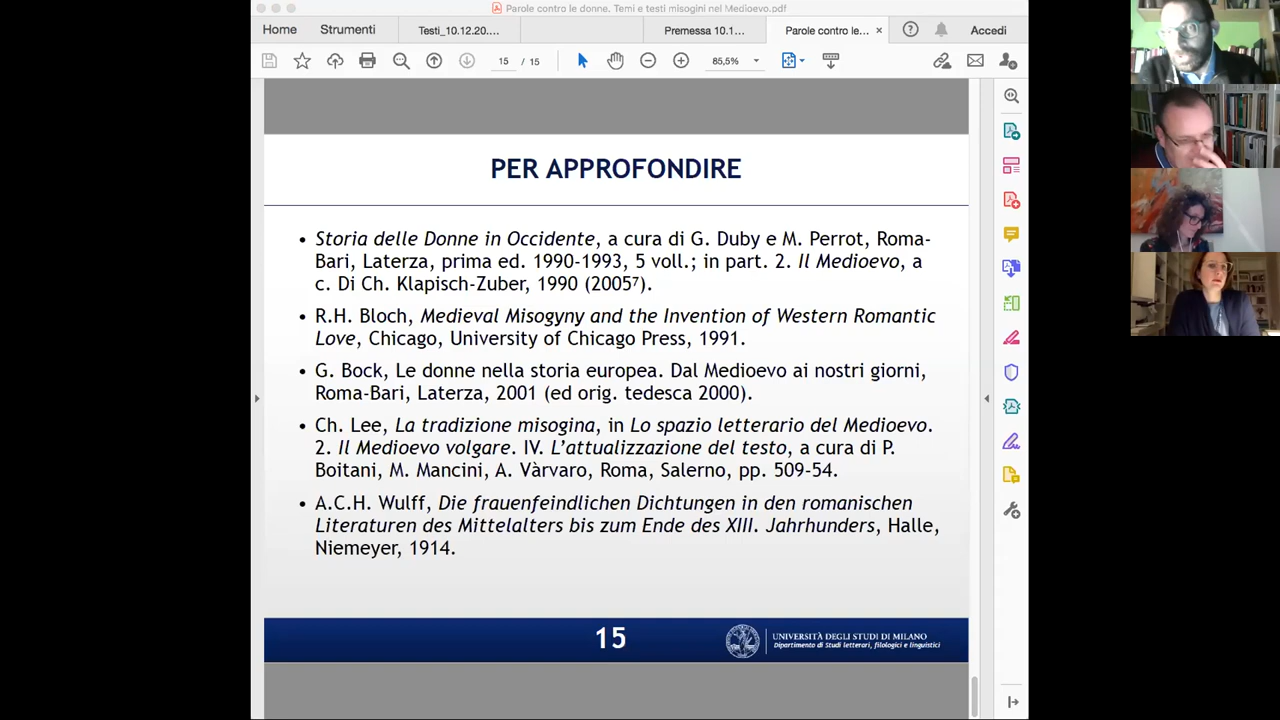 Parole contro le donne. Temi e testi misogini nel Medioevo.pdf
Home
Strumenti
Testi_10.12.20....
Premessa 10.1...
Parole contro le...
Accedi
15 / 15
85,5%
PER APPROFONDIRE
• Storia delle Donne in Occidente, a cura di G. Duby e M. Perrot, Roma-
Bari, Laterza, prima ed. 1990-1993, 5 voll.; in part. 2. Il Medioevo, a
c. Di Ch. Klapisch-Zuber, 1990 (2005⁷).
• R.H. Bloch, Medieval Misogyny and the Invention of Western Romantic
Love, Chicago, University of Chicago Press, 1991.
• G. Bock, Le donne nella storia europea. Dal Medioevo ai nostri giorni,
Roma-Bari, Laterza, 2001 (ed orig. tedesca 2000).
• Ch. Lee, La tradizione misogina, in Lo spazio letterario del Medioevo.
2. Il Medioevo volgare. IV. L’attualizzazione del testo, a cura di P.
Boitani, M. Mancini, A. Vàrvaro, Roma, Salerno, pp. 509-54.
• A.C.H. Wulff, Die frauenfeindlichen Dichtungen in den romanischen
Literaturen des Mittelalters bis zum Ende des XIII. Jahrhunders, Halle,
Niemeyer, 1914.
15
UNIVERSITÀ DEGLI STUDI DI MILANO
Dipartimento di Studi letterari, filologici e linguistici